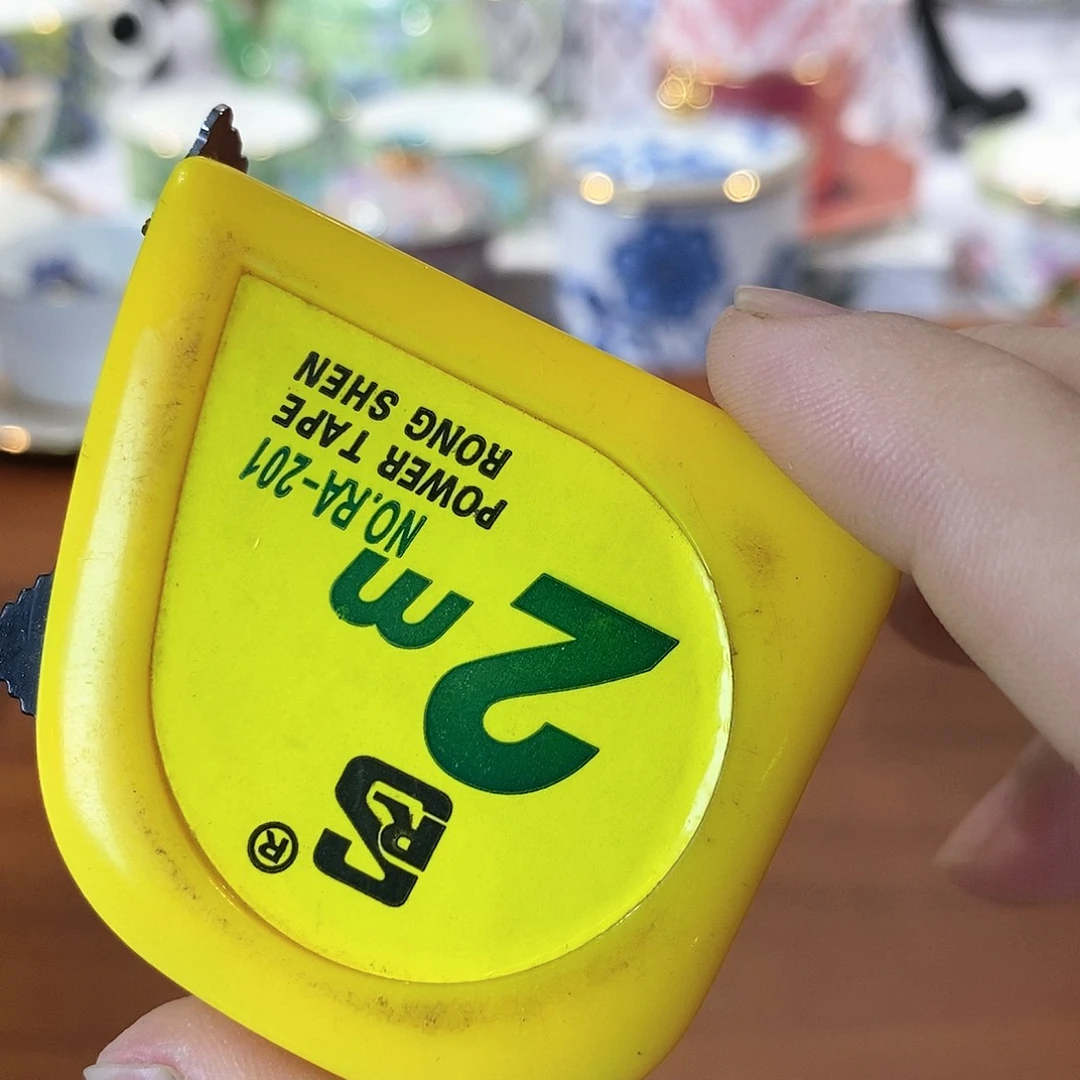 RS
®
2m
NO.RA-201
POWER TAPE
RONG SHEN